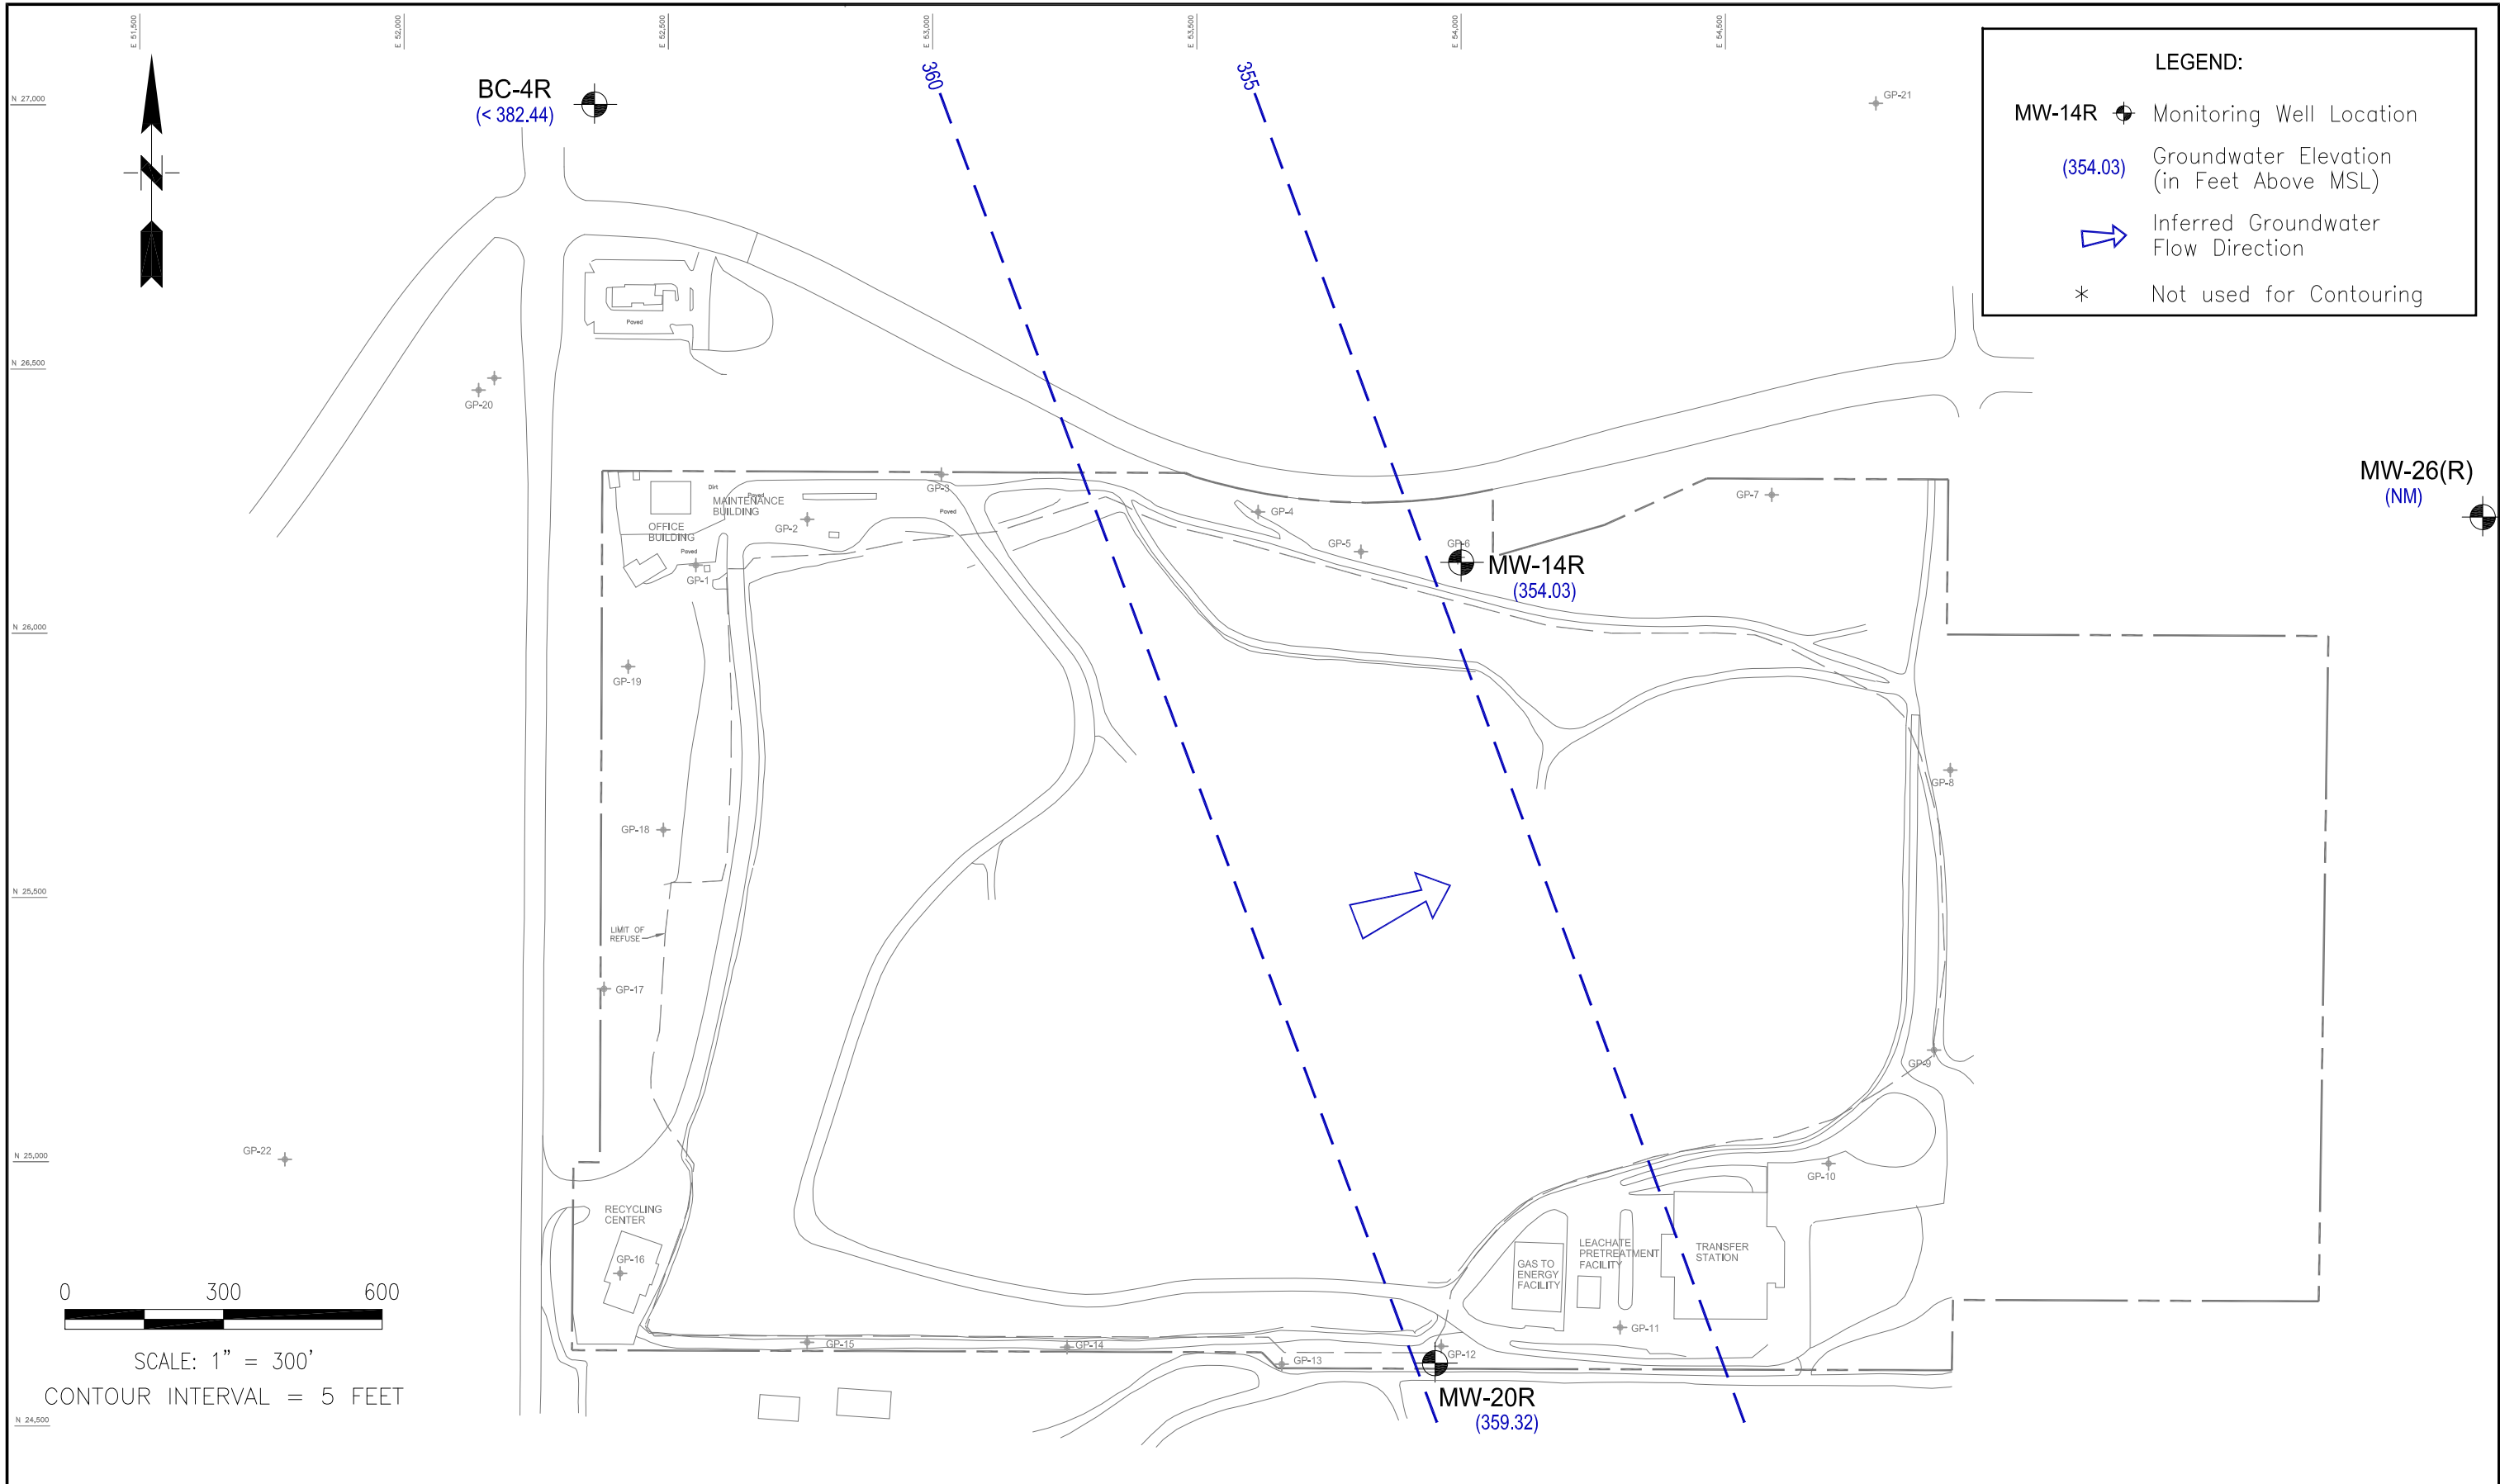 E 51,500
E 52,000
E 52,500
E 53,000
E 53,500
E 54,000
E 54,500
N 27,000
N 26,500
N 26,000
N 25,500
N 25,000
N 24,500
N
BC-4R
(< 382.44)
360
355
GP-21
LEGEND:
MW-14R Monitoring Well Location
(354.03) Groundwater Elevation
(in Feet Above MSL)
Inferred Groundwater
Flow Direction
* Not used for Contouring
Paved
GP-20
MW-26(R)
(NM)
GP-3
GP-7
Dirt
Paved
MAINTENANCE
BUILDING
Paved
GP-4
OFFICE
BUILDING
GP-2
GP-5
GP-6
Paved
GP-1
MW-14R
(354.03)
GP-19
GP-8
GP-18
LIMIT OF
REFUSE
GP-17
GP-9
GP-22
GP-10
RECYCLING
CENTER
GP-16
GAS TO
ENERGY
FACILITY
LEACHATE
PRETREATMENT
FACILITY
TRANSFER
STATION
GP-11
0 300 600
SCALE: 1" = 300'
CONTOUR INTERVAL = 5 FEET
GP-15
GP-14
GP-13
GP-12
MW-20R
(359.32)